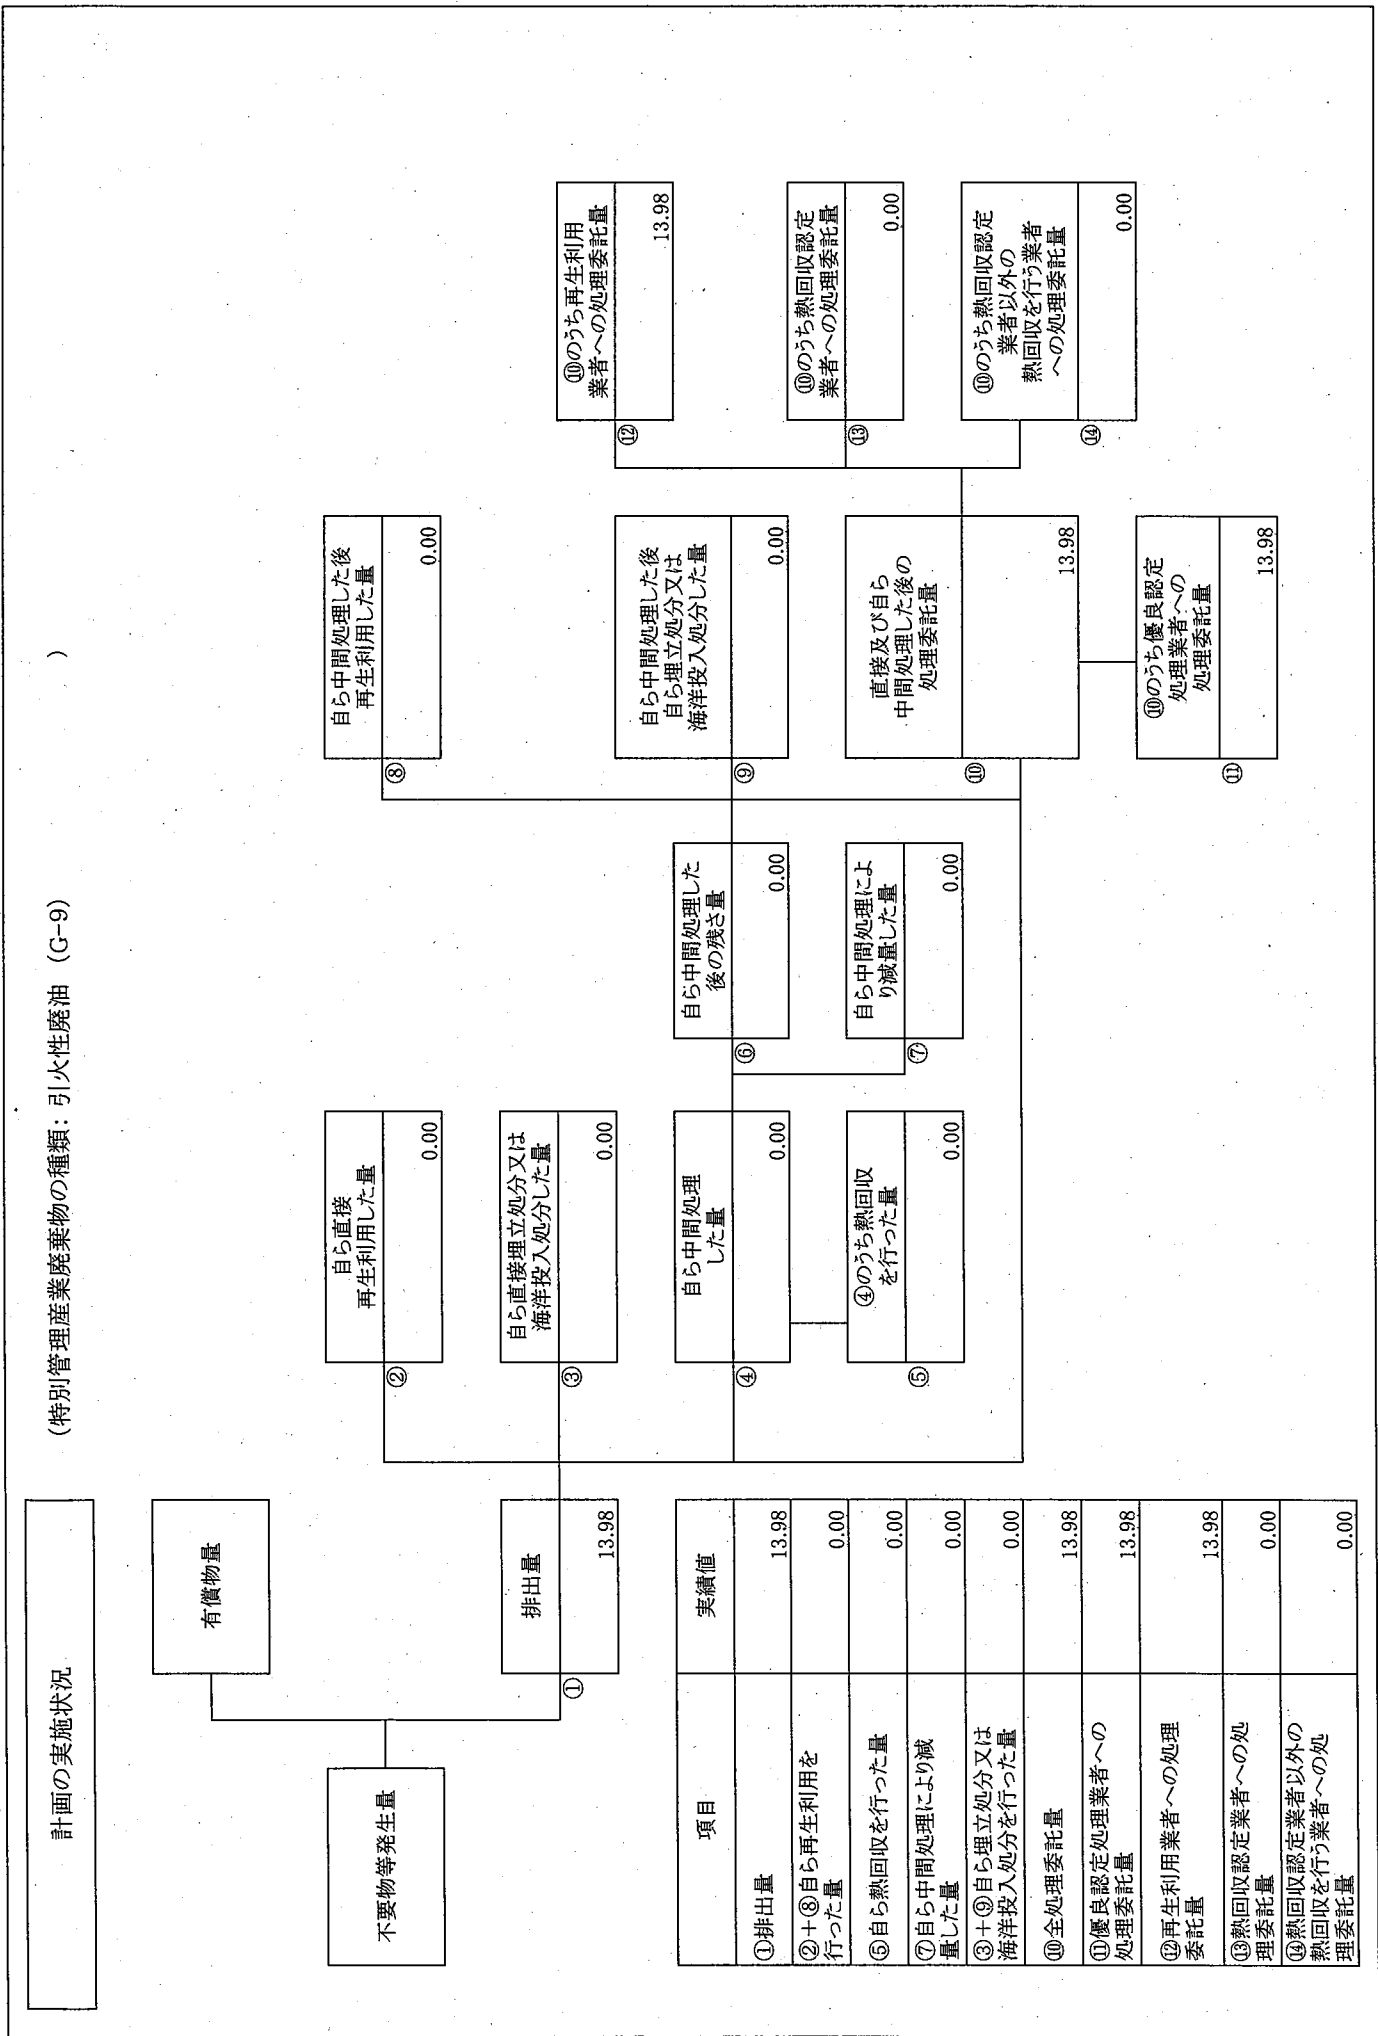 計画の実施状況
(特別管理産業廃棄物の種類:引火性廃油 (G-9)
)
不要物等発生量
有償物量
①
排出量
13.98
②
自ら直接
再生利用した量
0.00
③
自ら直接埋立処分又は
海洋投入処分した量
0.00
④
自ら中間処理
した量
0.00
⑤
④のうち熱回収
を行った量
0.00
⑥
自ら中間処理した
後の残さ量
0.00
⑦
自ら中間処理によ
り減量した量
0.00
⑧
自ら中間処理した後
再生利用した量
0.00
⑨
自ら中間処理した後
自ら埋立処分又は
海洋投入処分した量
0.00
⑩
直接及び自ら
中間処理した後の
処理委託量
13.98
⑪
⑩のうち優良認定
処理業者への
処理委託量
13.98
⑫
⑩のうち再生利用
業者への処理委託量
13.98
⑬
⑩のうち熱回収認定
業者への処理委託量
0.00
⑭
⑩のうち熱回収認定
業者以外の
熱回収を行う業者
への処理委託量
0.00
項目
実績値
①排出量
13.98
②+⑧自ら再生利用を
行った量
0.00
⑤自ら熱回収を行った量
0.00
⑦自ら中間処理により減
量した量
0.00
③+⑨自ら埋立処分又は
海洋投入処分を行った量
0.00
⑩全処理委託量
13.98
⑪優良認定処理業者への
処理委託量
13.98
⑫再生利用業者への処理
委託量
13.98
⑬熱回収認定業者への処
理委託量
0.00
⑭熱回収認定業者以外の
熱回収を行う業者への処
理委託量
0.00